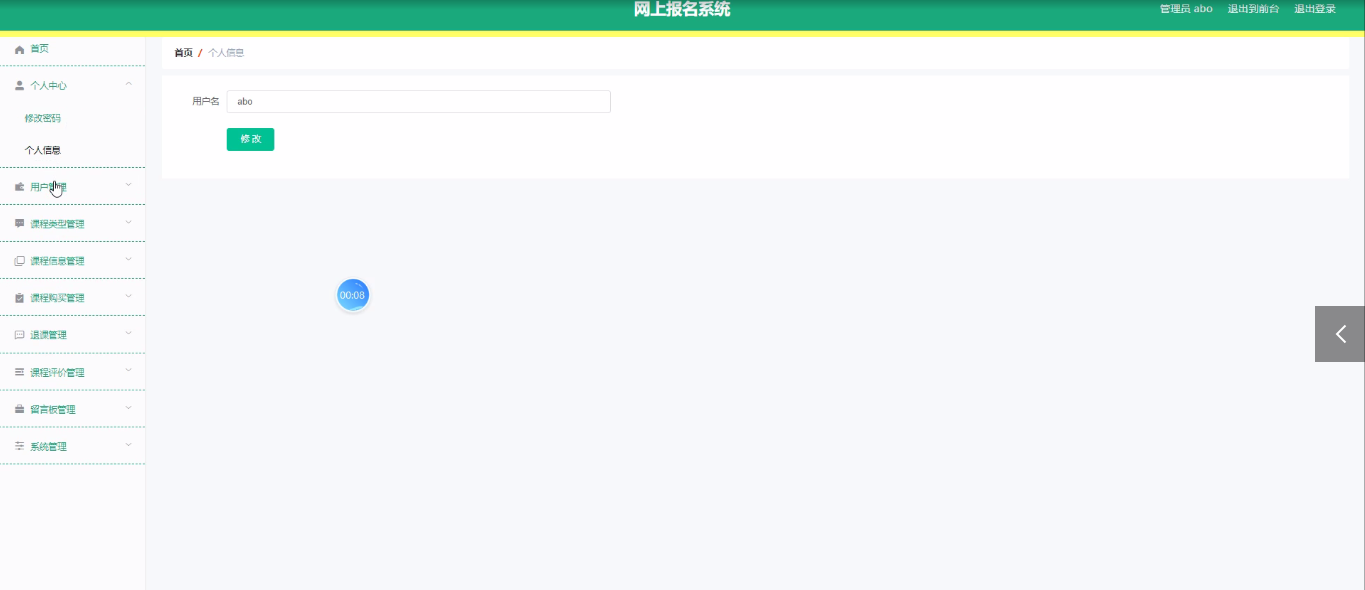 网上报名系统
管理员 abo 退出到前台 退出登录
首页
个人中心
修改密码
个人信息
用户管理
课程类型管理
课程信息管理
课程购买管理
退课管理
课程评价管理
留言板管理
系统管理
首页 / 个人信息
用户名 abo
修改
00:08